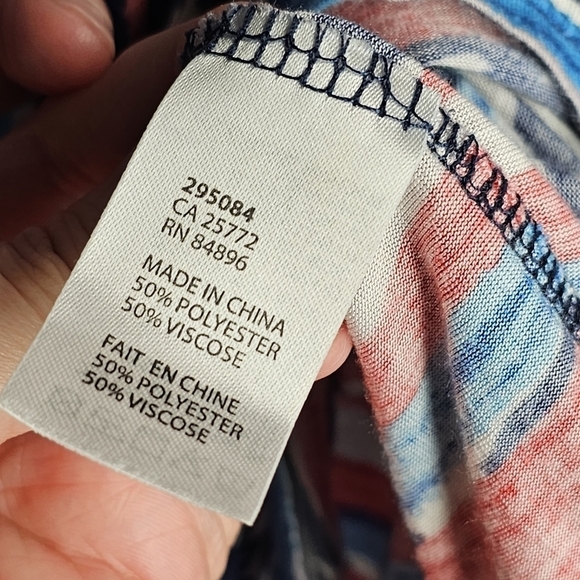 295084
CA 25772
RN 84896
MADE IN CHINA
50% POLYESTER
50% VISCOSE
FAIT EN CHINE
50% POLYESTER
50% VISCOSE